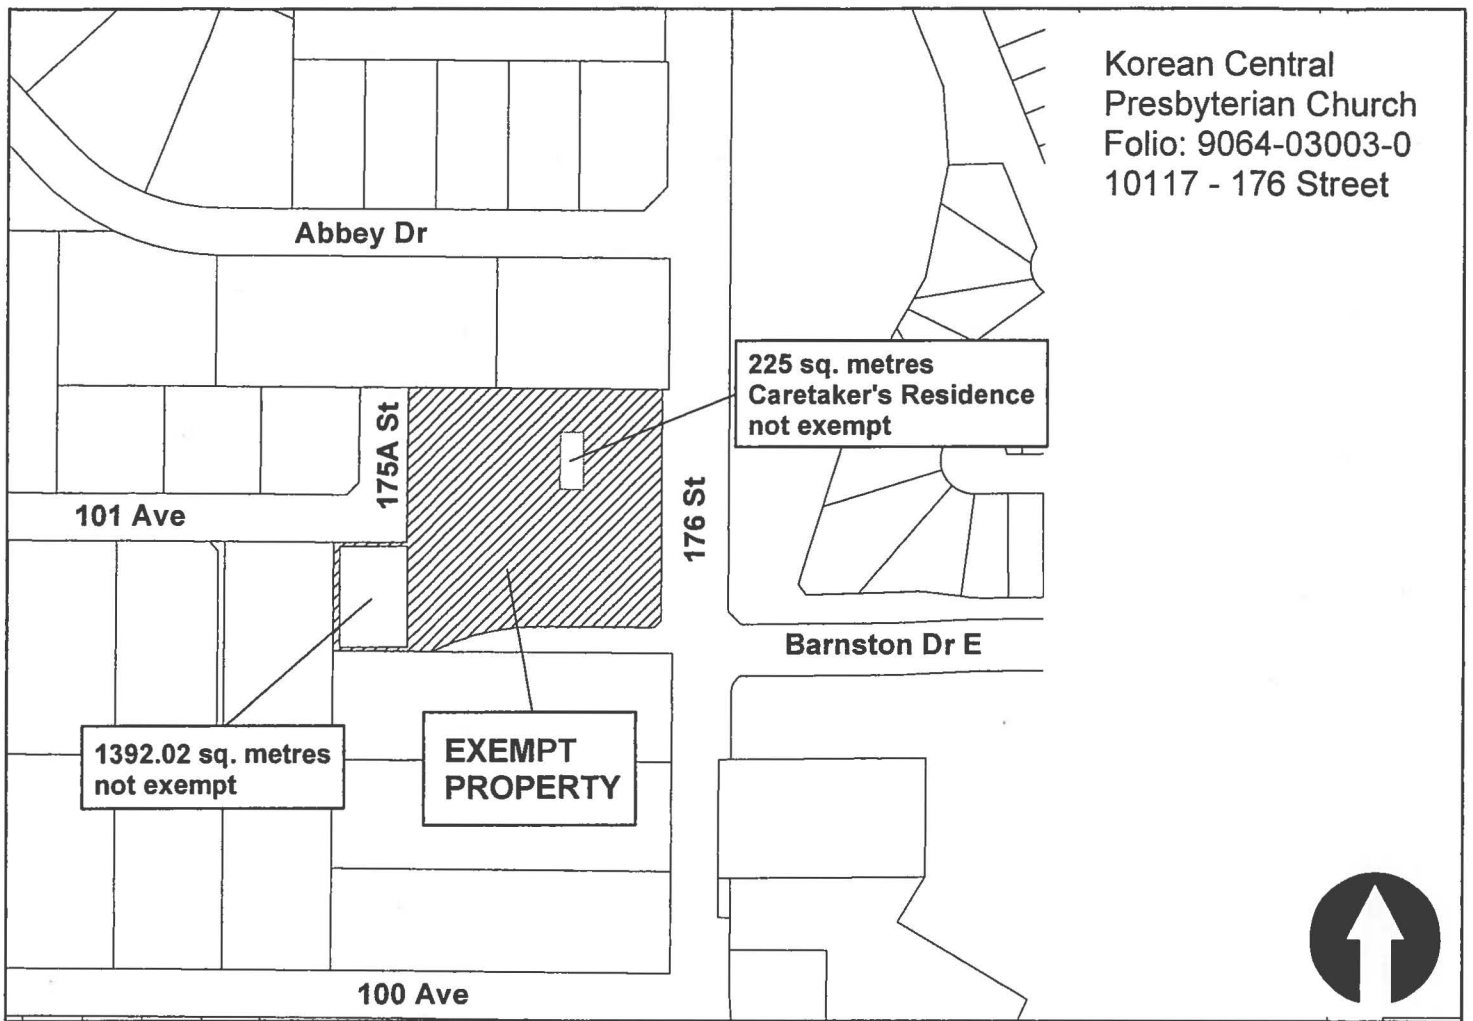 Korean Central
Presbyterian Church
Folio: 9064-03003-0
10117 - 176 Street
Abbey Dr
225 sq. metres
Caretaker's Residence
not exempt
175A St
101 Ave
176 St
Barnston Dr E
1392.02 sq. metres
not exempt
EXEMPT
PROPERTY
100 Ave